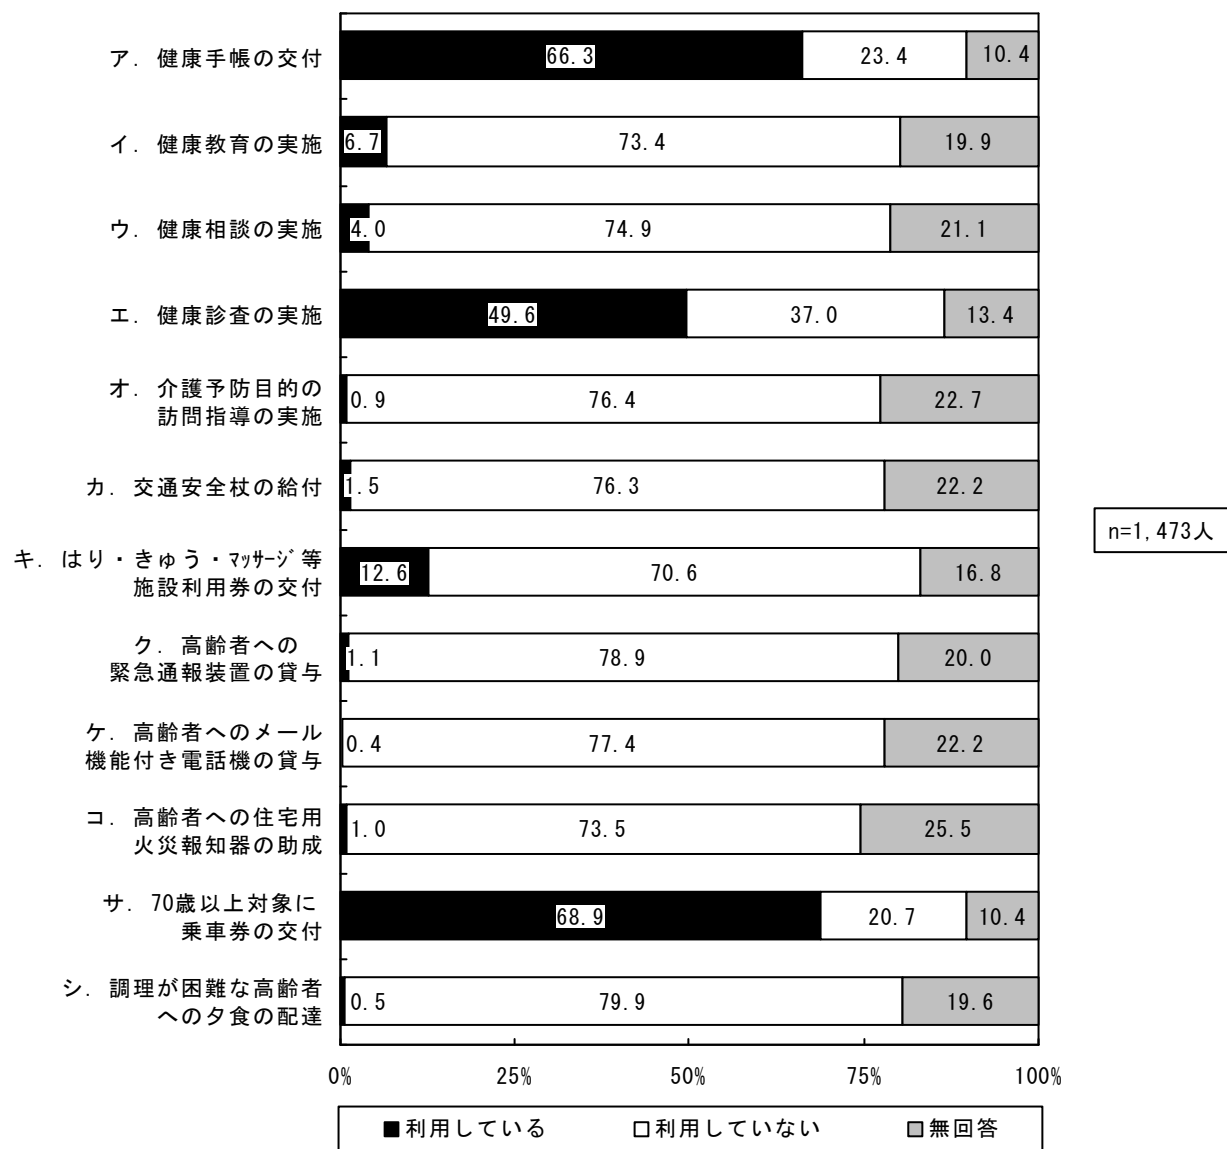 ア. 健康手帳の交付
66.3
23.4
10.4
イ. 健康教育の実施
6.7
73.4
19.9
ウ. 健康相談の実施
4.0
74.9
21.1
エ. 健康診査の実施
49.6
37.0
13.4
オ. 介護予防目的の
訪問指導の実施
0.9
76.4
22.7
カ. 交通安全杖の給付
1.5
76.3
22.2
n=1,473人
キ. はり・きゅう・ﾏｯｻｰｼﾞ等
施設利用券の交付
12.6
70.6
16.8
ク. 高齢者への
緊急通報装置の貸与
1.1
78.9
20.0
ケ. 高齢者へのメール
機能付き電話機の貸与
0.4
77.4
22.2
コ. 高齢者への住宅用
火災報知器の助成
1.0
73.5
25.5
サ. 70歳以上対象に
乗車券の交付
68.9
20.7
10.4
シ. 調理が困難な高齢者
への夕食の配達
0.5
79.9
19.6
0%
25%
50%
75%
100%
利用している
利用していない
無回答